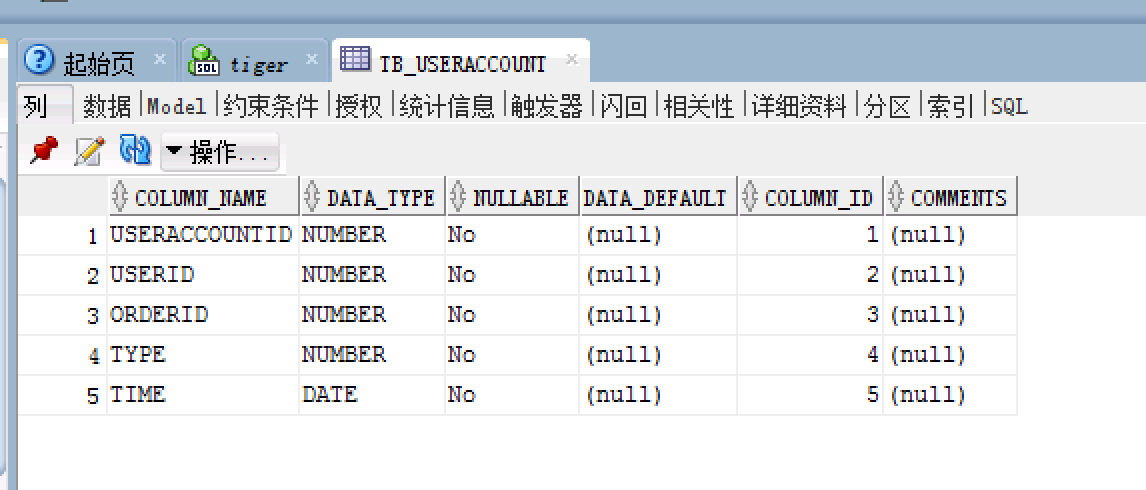 起始页 tiger TB_USERACCOUNT
列 数据 Model 约束条件 授权 统计信息 触发器 闪回 相关性 详细资料 分区 索引 SQL
操作...
COLUMN_NAME DATA_TYPE NULLABLE DATA_DEFAULT COLUMN_ID COMMENTS
1 USERACCOUNTID NUMBER No (null) 1 (null)
2 USERID NUMBER No (null) 2 (null)
3 ORDERID NUMBER No (null) 3 (null)
4 TYPE NUMBER No (null) 4 (null)
5 TIME DATE No (null) 5 (null)